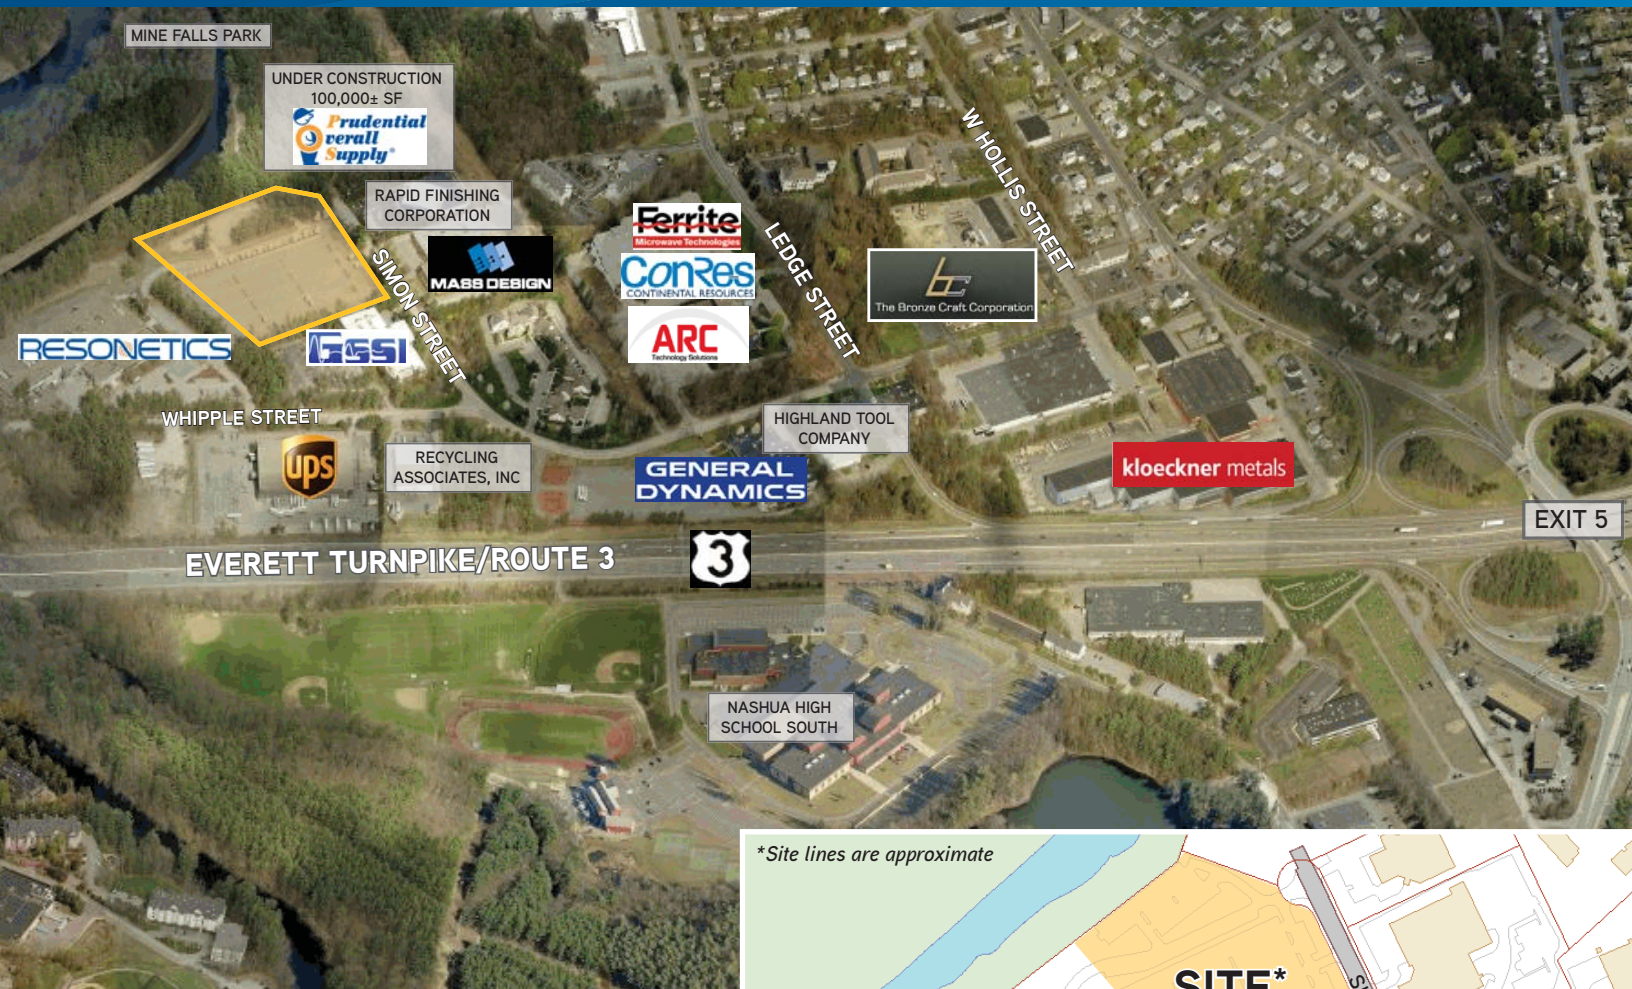 MINE FALLS PARK
UNDER CONSTRUCTION
100,000± SF
Prudential
Overall
Supply®
RAPID FINISHING
CORPORATION
MASS DESIGN
SIMON STREET
RESONETICS
GSSI
WHIPPLE STREET
ups
RECYCLING
ASSOCIATES, INC
Ferrite
Microwave Technologies
ConRes
CONTINENTAL RESOURCES
ARC
Technology Solutions
LEDGE STREET
W HOLLIS STREET
bc
The Bronze Craft Corporation
HIGHLAND TOOL
COMPANY
GENERAL
DYNAMICS
kloeckner metals
EXIT 5
EVERETT TURNPIKE/ROUTE 3
3
NASHUA HIGH
SCHOOL SOUTH
*Site lines are approximate
SITE*